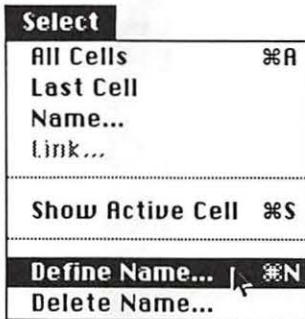 Select
All Cells ⌘A
Last Cell
Name...
Link...
Show Active Cell ⌘S
Define Name... ⌘N
Delete Name...